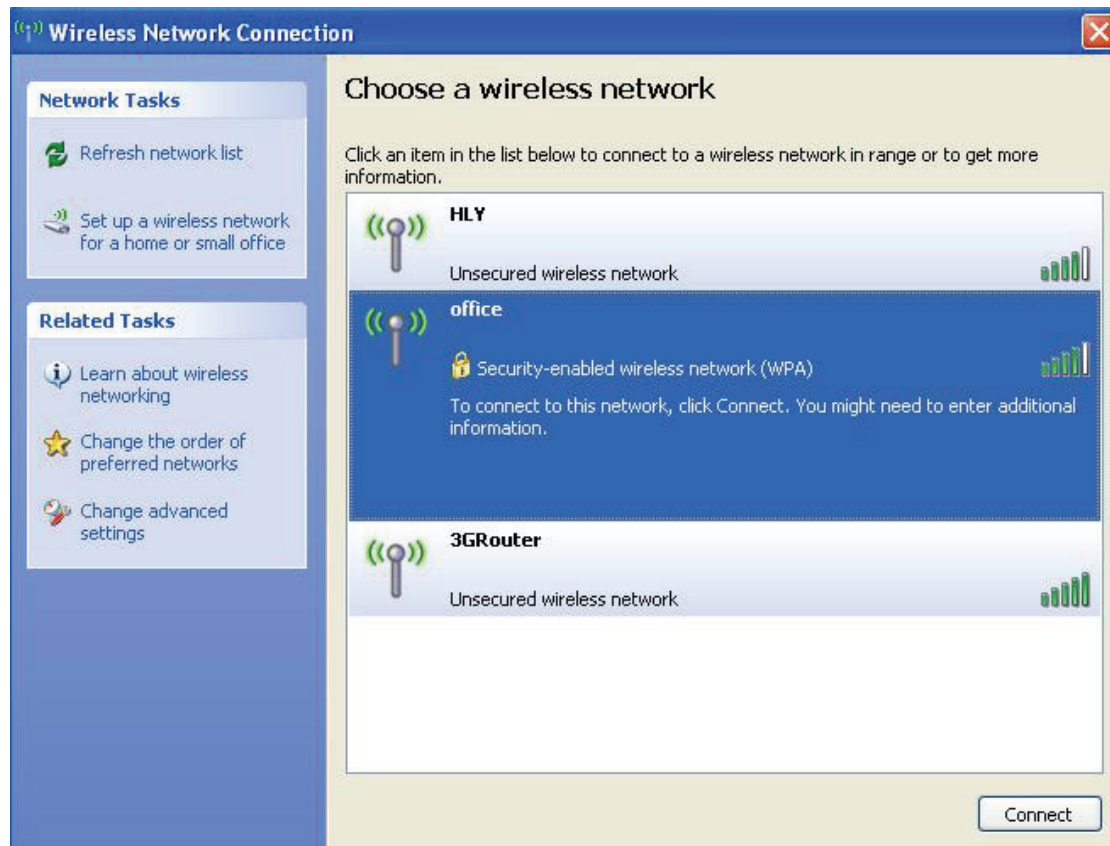 Wireless Network Connection
Network Tasks
Refresh network list
Set up a wireless network
for a home or small office
Related Tasks
Learn about wireless
networking
Change the order of
preferred networks
Change advanced
settings
Choose a wireless network
Click an item in the list below to connect to a wireless network in range or to get more
information.
HLY
Unsecured wireless network
office
Security-enabled wireless network (WPA)
To connect to this network, click Connect. You might need to enter additional
information.
3GRouter
Unsecured wireless network
Connect